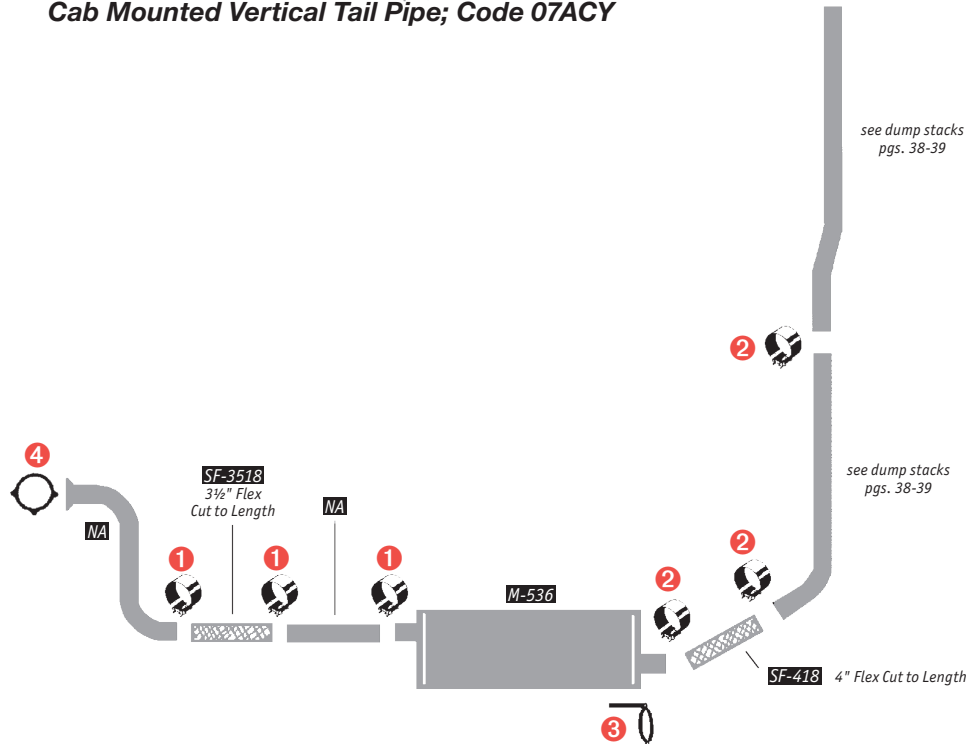 Cab Mounted Vertical Tail Pipe; Code 07ACY
see dump stacks
pgs. 38-39
2
4
SF-3518
3½" Flex
Cut to Length
NA
NA
see dump stacks
pgs. 38-39
1
1
1
2
2
M-536
SF-418 4" Flex Cut to Length
3